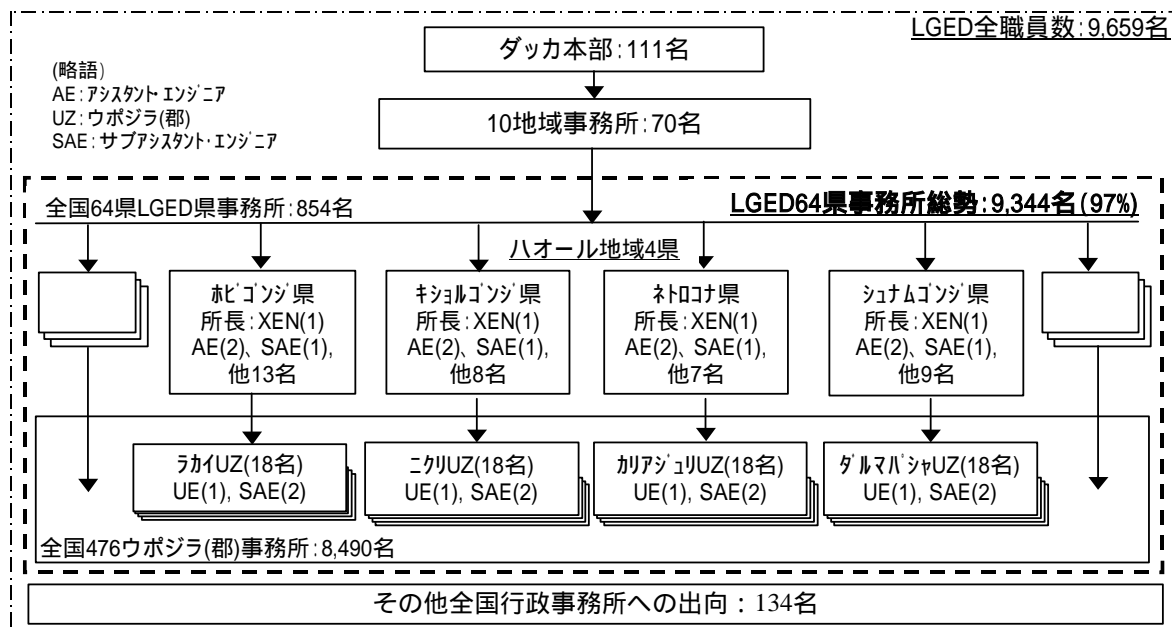 LGED全職員数:9,659名
ダッカ本部:111名
(略語)
AE:アシスタント・エンジニア
UZ:ウポジラ(郡)
SAE:サブアシスタント・エンジニア
10地域事務所:70名
全国64県LGED県事務所:854名
LGED64県事務所総勢:9,344名(97%)
ハオール地域4県
ホビゴンジ県
所長:XEN(1)
AE(2)、SAE(1),
他13名
キショルゴンジ県
所長:XEN(1)
AE(2)、SAE(1),
他8名
ネトロコナ県
所長:XEN(1)
AE(2)、SAE(1),
他7名
シュナムゴンジ県
所長:XEN(1)
AE(2)、SAE(1),
他9名
ラカイUZ(18名)
UE(1), SAE(2)
ニクリUZ(18名)
UE(1), SAE(2)
カリアジュリUZ(18名)
UE(1), SAE(2)
ダルマパシャUZ(18名)
UE(1), SAE(2)
全国476ウポジラ(郡)事務所:8,490名
その他全国行政事務所への出向:134名